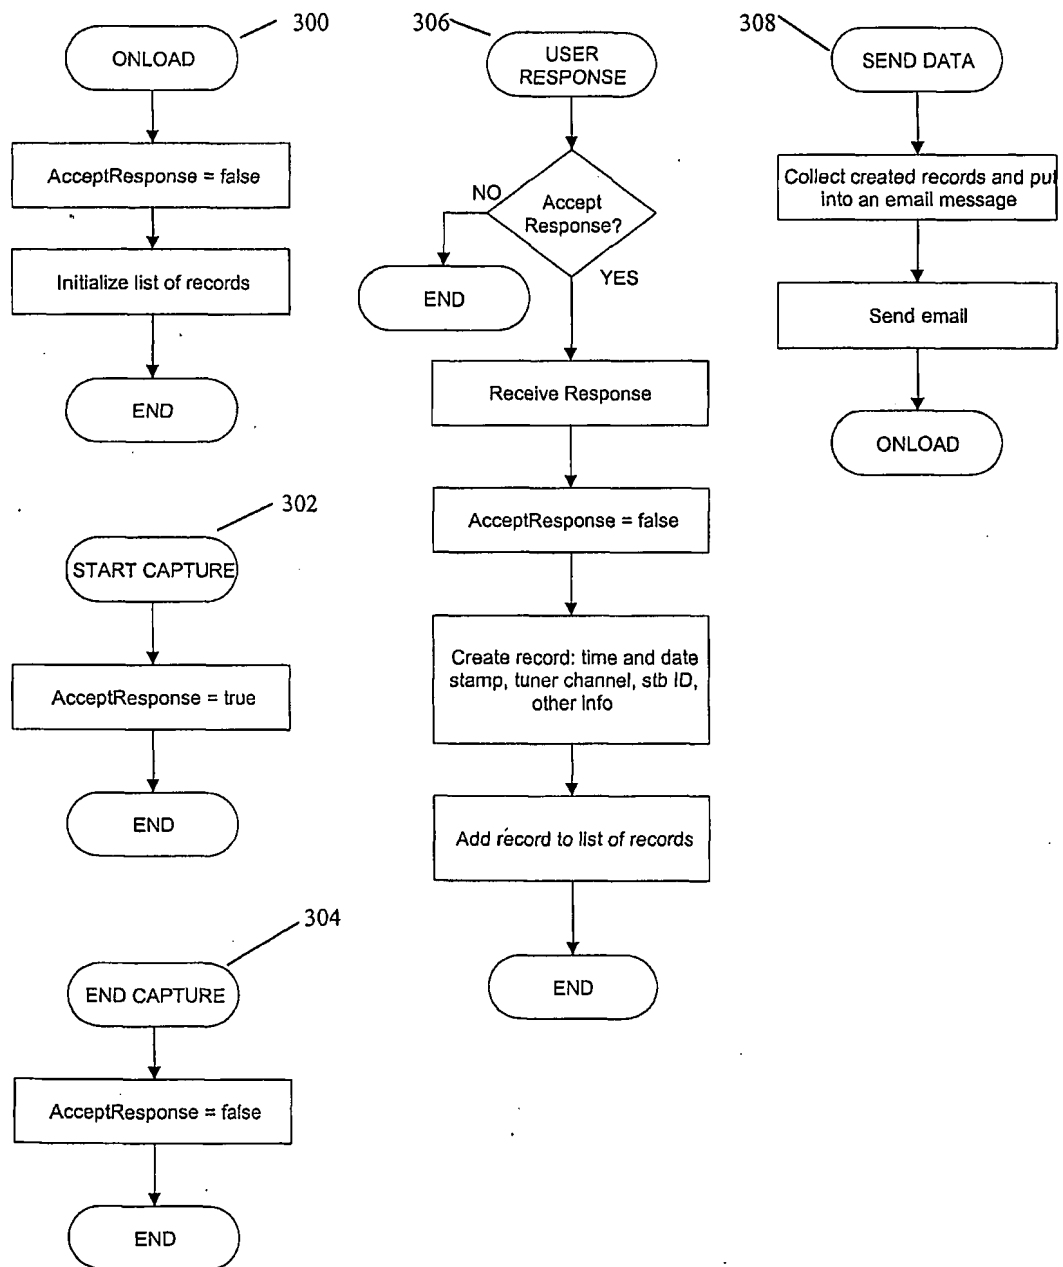 300
ONLOAD
AcceptResponse = false
Initialize list of records
END
302
START CAPTURE
AcceptResponse = true
END
304
END CAPTURE
AcceptResponse = false
END
306
USER
RESPONSE
Accept
Response?
NO
END
YES
Receive Response
AcceptResponse = false
Create record: time and date
stamp, tuner channel, stb ID,
other info
Add record to list of records
END
308
SEND DATA
Collect created records and put
into an email message
Send email
ONLOAD